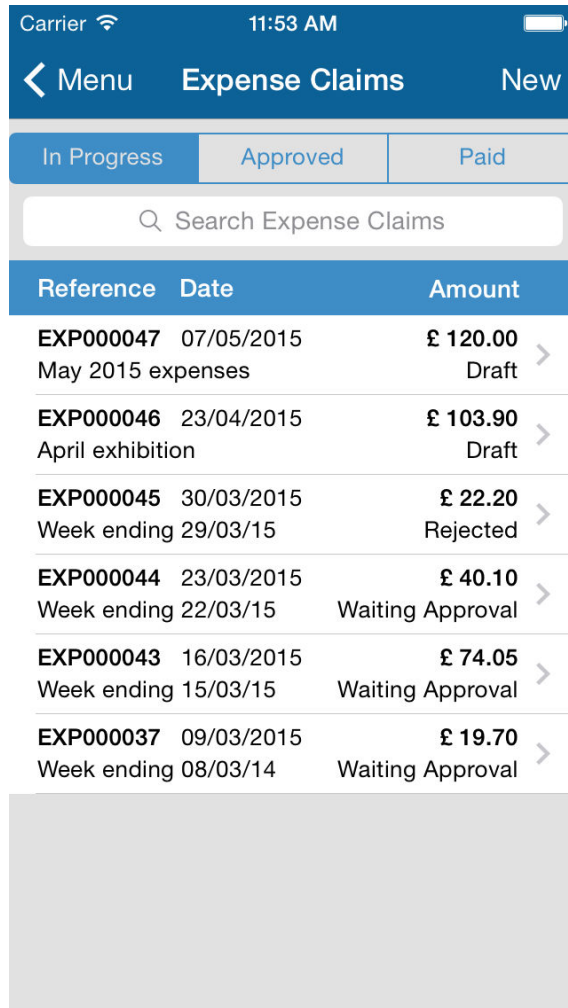 Carrier 11:53 AM
Menu Expense Claims New
In Progress Approved Paid
Search Expense Claims
Reference Date Amount
EXP000047 07/05/2015 £ 120.00
May 2015 expenses Draft
EXP000046 23/04/2015 £ 103.90
April exhibition Draft
EXP000045 30/03/2015 £ 22.20
Week ending 29/03/15 Rejected
EXP000044 23/03/2015 £ 40.10
Week ending 22/03/15 Waiting Approval
EXP000043 16/03/2015 £ 74.05
Week ending 15/03/15 Waiting Approval
EXP000037 09/03/2015 £ 19.70
Week ending 08/03/14 Waiting Approval